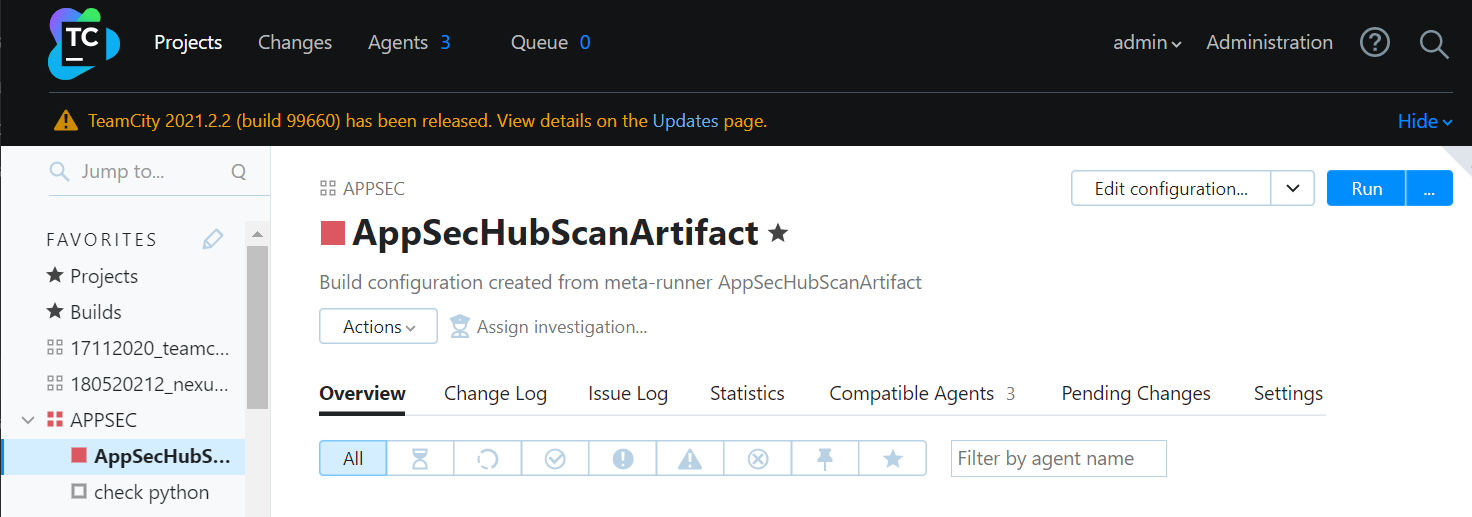 TC
Projects Changes Agents 3 Queue 0 admin Administration ?
TeamCity 2021.2.2 (build 99660) has been released. View details on the Updates page. Hide
Jump to... Q
FAVORITES
Projects
Builds
17112020_teamc...
180520212_nexu...
APPSEC
AppSecHubS...
check python
APPSEC
Edit configuration... Run ...
AppSecHubScanArtifact
Build configuration created from meta-runner AppSecHubScanArtifact
Actions Assign investigation...
Overview Change Log Issue Log Statistics Compatible Agents 3 Pending Changes Settings
All Filter by agent name